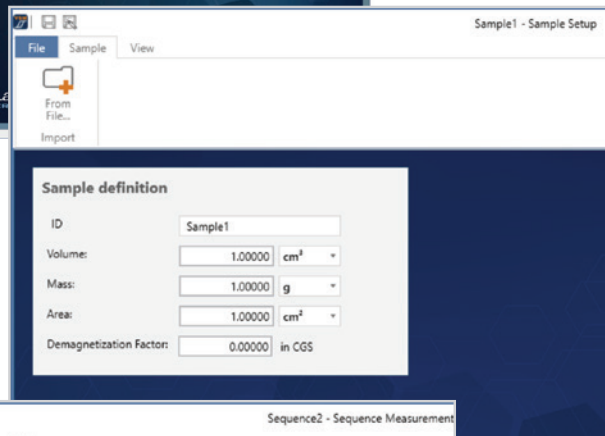 Sample1 - Sample Setup
File Sample View
From
File...
Import
Sample definition
ID Sample1
Volume: 1.00000 cm³
Mass: 1.00000 g
Area: 1.00000 cm²
Demagnetization Factor: 0.00000 in CGS
Sequence2 - Sequence Measurement